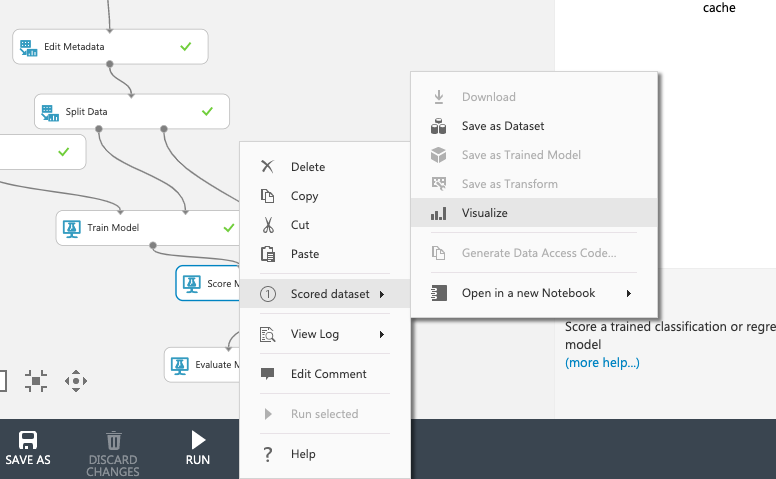 cache
Edit Metadata
Split Data
Train Model
Score M
Evaluate M
Delete
Copy
Cut
Paste
1 Scored dataset
View Log
Edit Comment
Run selected
? Help
Download
Save as Dataset
Save as Trained Model
Save as Transform
Visualize
Generate Data Access Code...
Open in a new Notebook
Score a trained classification or regre
model
(more help...)
SAVE AS
DISCARD
CHANGES
RUN